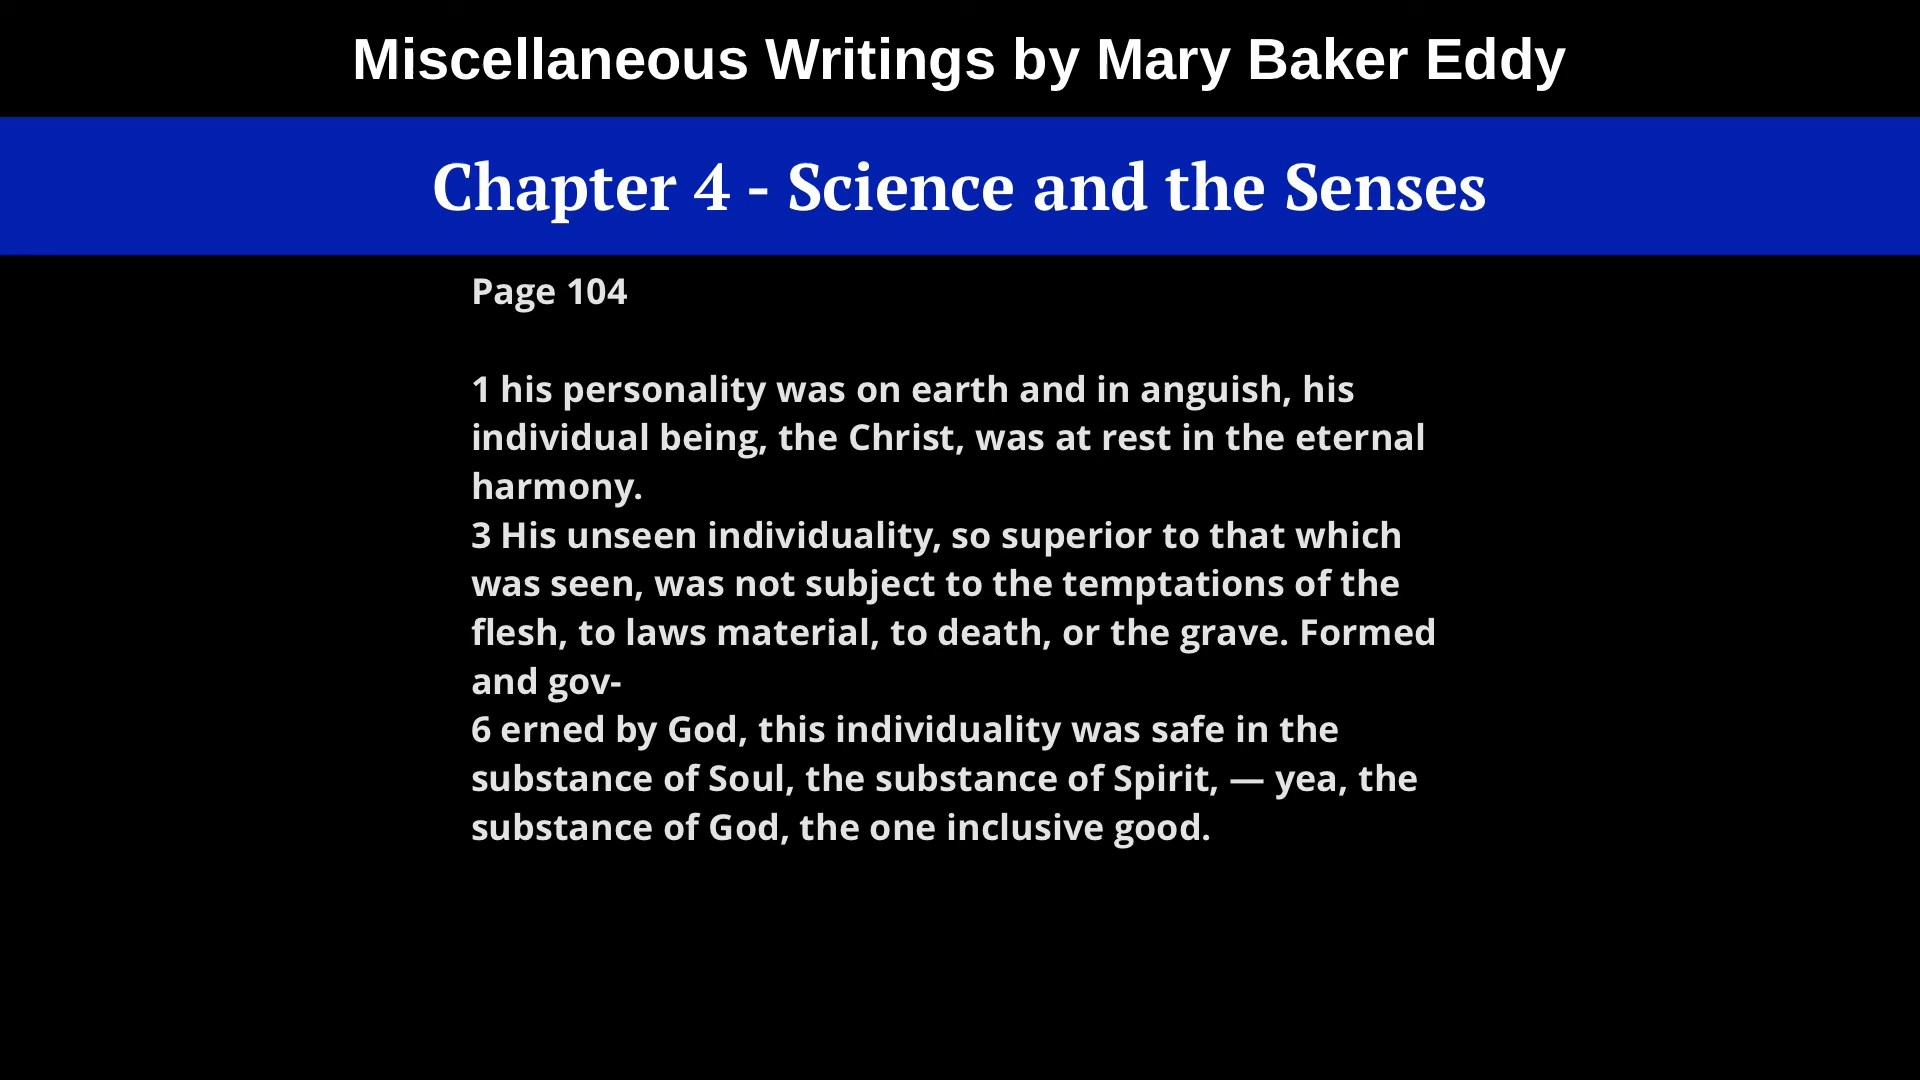 Miscellaneous Writings by Mary Baker Eddy
Chapter 4 - Science and the Senses
Page 104
1 his personality was on earth and in anguish, his
individual being, the Christ, was at rest in the eternal
harmony.
3 His unseen individuality, so superior to that which
was seen, was not subject to the temptations of the
flesh, to laws material, to death, or the grave. Formed
and gov-
6 erned by God, this individuality was safe in the
substance of Soul, the substance of Spirit, — yea, the
substance of God, the one inclusive good.